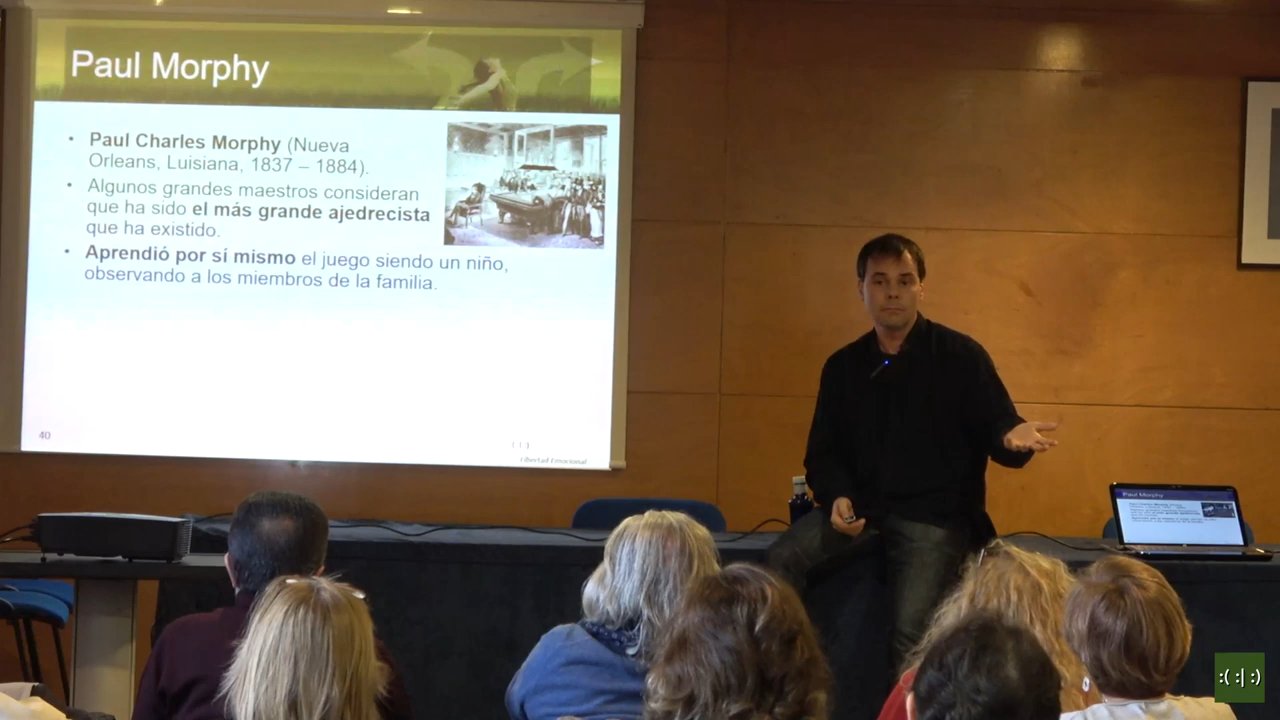 Paul Morphy
• Paul Charles Morphy (Nueva
Orleans, Luisiana, 1837 – 1884).
• Algunos grandes maestros consideran
que ha sido el más grande ajedrecista
que ha existido.
• Aprendió por sí mismo el juego siendo un niño,
observando a los miembros de la familia.
40
Libertad Emocional
Paul Morphy
:( :| :)